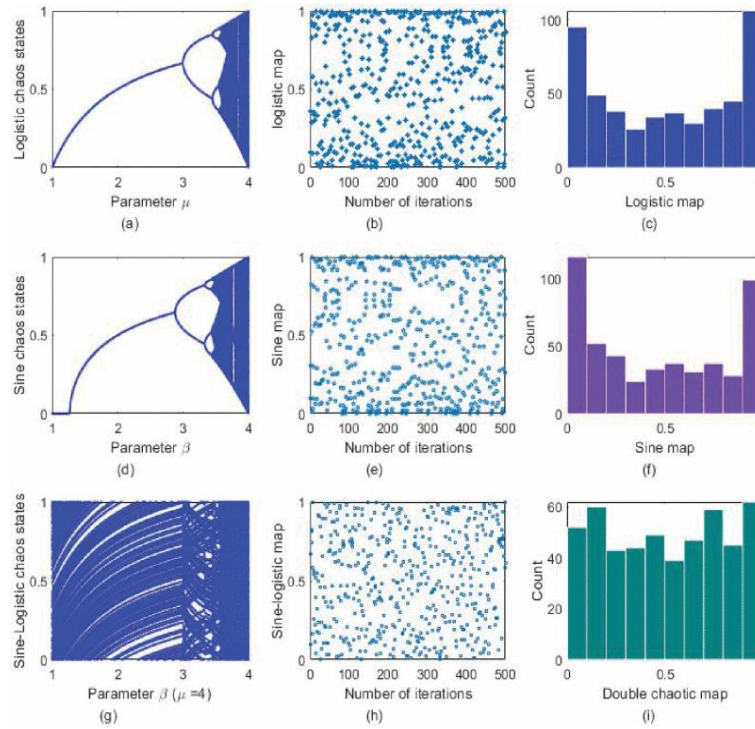 Logistic chaos states
1
0.5
0
1 2 3 4
Parameter μ
(a)
logistic map
1
0.5
0
0 100 200 300 400 500
Number of iterations
(b)
Count
100
50
0
0 0.5
Logistic map
(c)
Sine chaos states
1
0.5
0
1 2 3 4
Parameter β
(d)
Sine map
1
0.5
0
0 100 200 300 400 500
Number of iterations
(e)
Count
100
50
0
0 0.5
Sine map
(f)
Sine-Logistic chaos states
1
0.5
0
1 2 3 4
Parameter β (μ =4)
(g)
Sine-logistic map
1
0.5
0
0 100 200 300 400 500
Number of iterations
(h)
Count
60
40
20
0
0 0.5
Double chaotic map
(i)